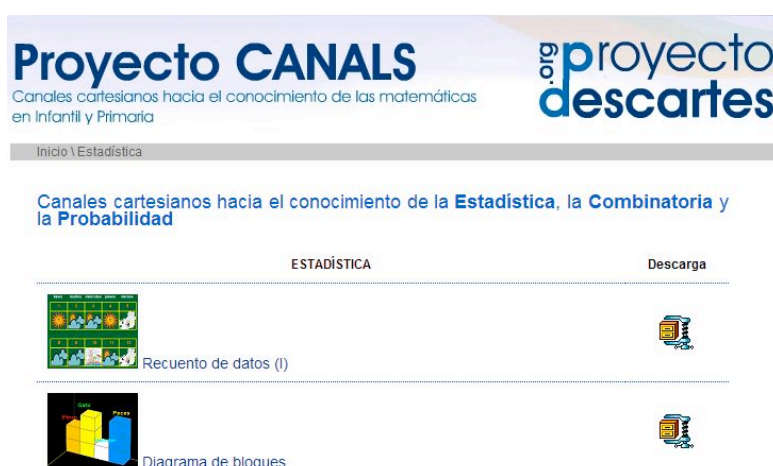 Proyecto CANALS
Canales cartesianos hacia el conocimiento de las matemáticas
en Infantil y Primaria
proyecto
descartes
.org
Inicio \ Estadística
Canales cartesianos hacia el conocimiento de la Estadística, la Combinatoria y
la Probabilidad
ESTADÍSTICA Descarga
Recuento de datos (I)
Gato
Peces
Diagrama de bloques